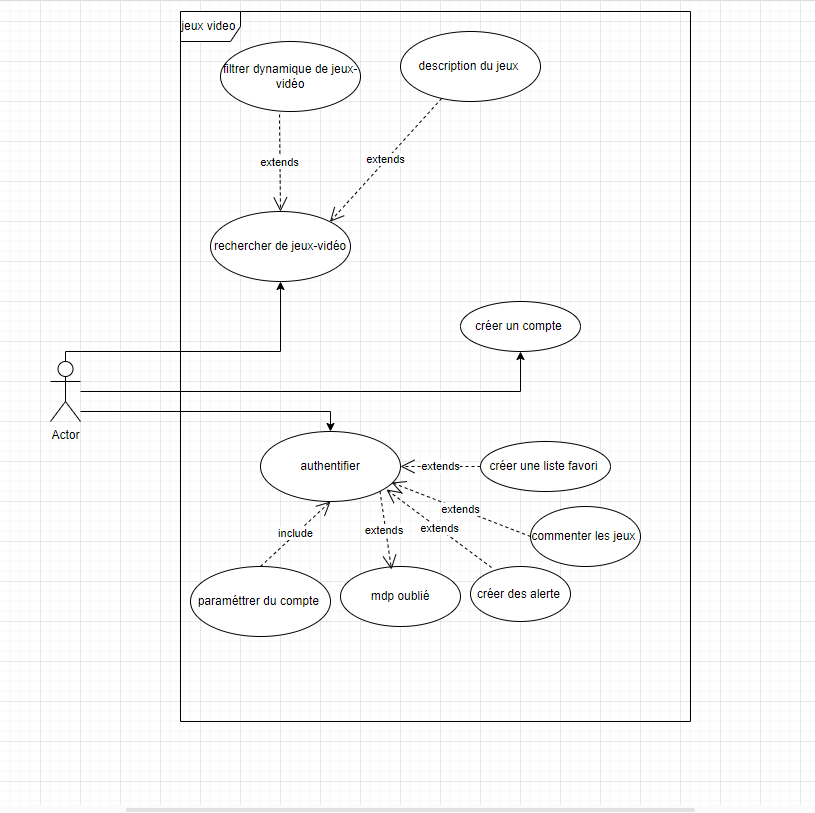 jeux video
filtrer dynamique de jeux-
vidéo
description du jeux
extends
extends
rechercher de jeux-vidéo
créer un compte
Actor
authentifier
extends
créer une liste favori
extends
commenter les jeux
include
extends
extends
paraméttrer du compte
mdp oublié
créer des alerte